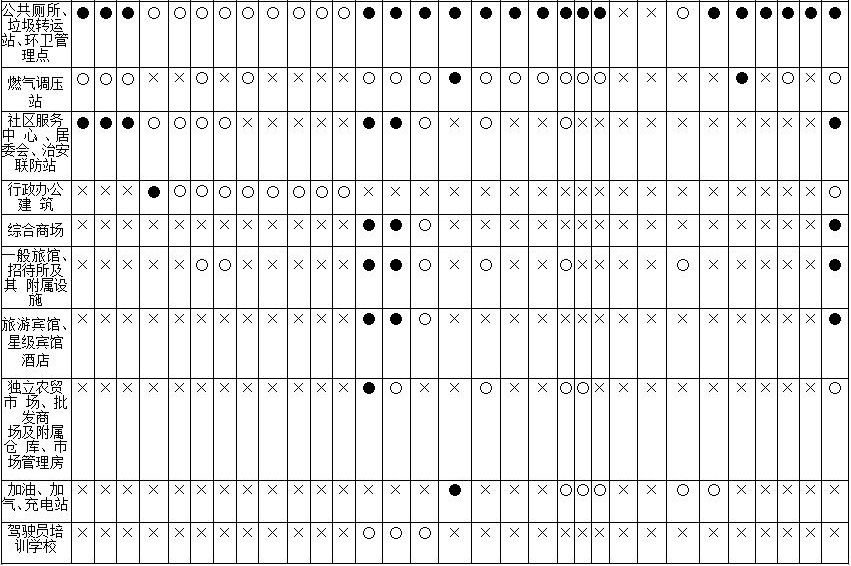 公共厕所、 ● ● ● ○ ○ ○ ○ ○ ○ ○ ○ ○ ● ● ● ● ● ● ● ● ● ● × × ○ ● ● ● ● ● ●
垃圾转运
站、环卫管
理点
燃气调压 ○ ○ ○ × × ○ × ○ × × × × ○ ○ ○ ● ○ ○ ○ ○ ○ ○ × × × × ● × ○ × ○
站
社区服务 ● ● ● ○ ○ ○ ○ × × × × × ● ● ○ × ○ × × ○ × × × × × × × × × × ●
中 心 、居
委会、治安
联防站
行政办公 × × × ● ○ ○ ○ ○ ○ ○ ○ ○ × × × × × × × × × × × × × × × × × × ○
建 筑
综合商场 × × × × × × × × × × × × ● ● ○ × × × × × × × × × × × × × × × ●
一般旅馆、 × × × × × ○ ○ × × × × × ● ● ○ × ○ × × ○ × × × × ○ × × × × × ●
招待所及
其 附属设
施
旅游宾馆、 × × × × × × × × × × × × ● ● ○ × × × × × × × × × × × × × × × ●
星级宾馆
酒店
独立农贸 × × × × × × × × × × × × ● ○ × × ○ × × ○ ○ × × × × × × × × × ○
市 场、批
发商
场及附属
仓 库、市
场管理房
加油、加 × × × × × × × × × × × × × × × ● × × × ○ ○ ○ × × ○ ○ × × × × ×
气、充电站
驾驶员培 × × × × × × × × × × × × ○ ○ ○ × × × × × × × × × × × × × × × ×
训学校